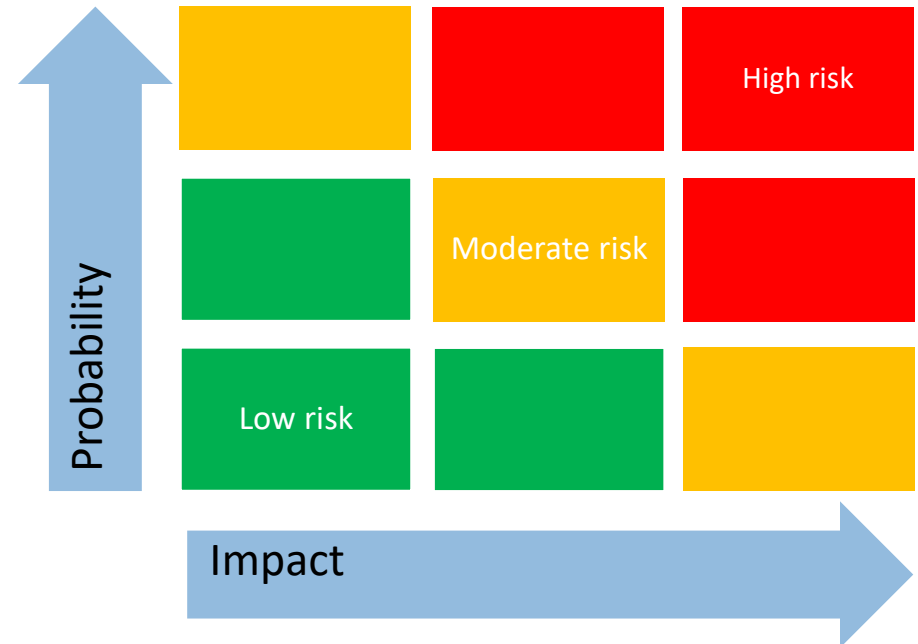 High risk
Moderate risk
Probability
Low risk
Impact